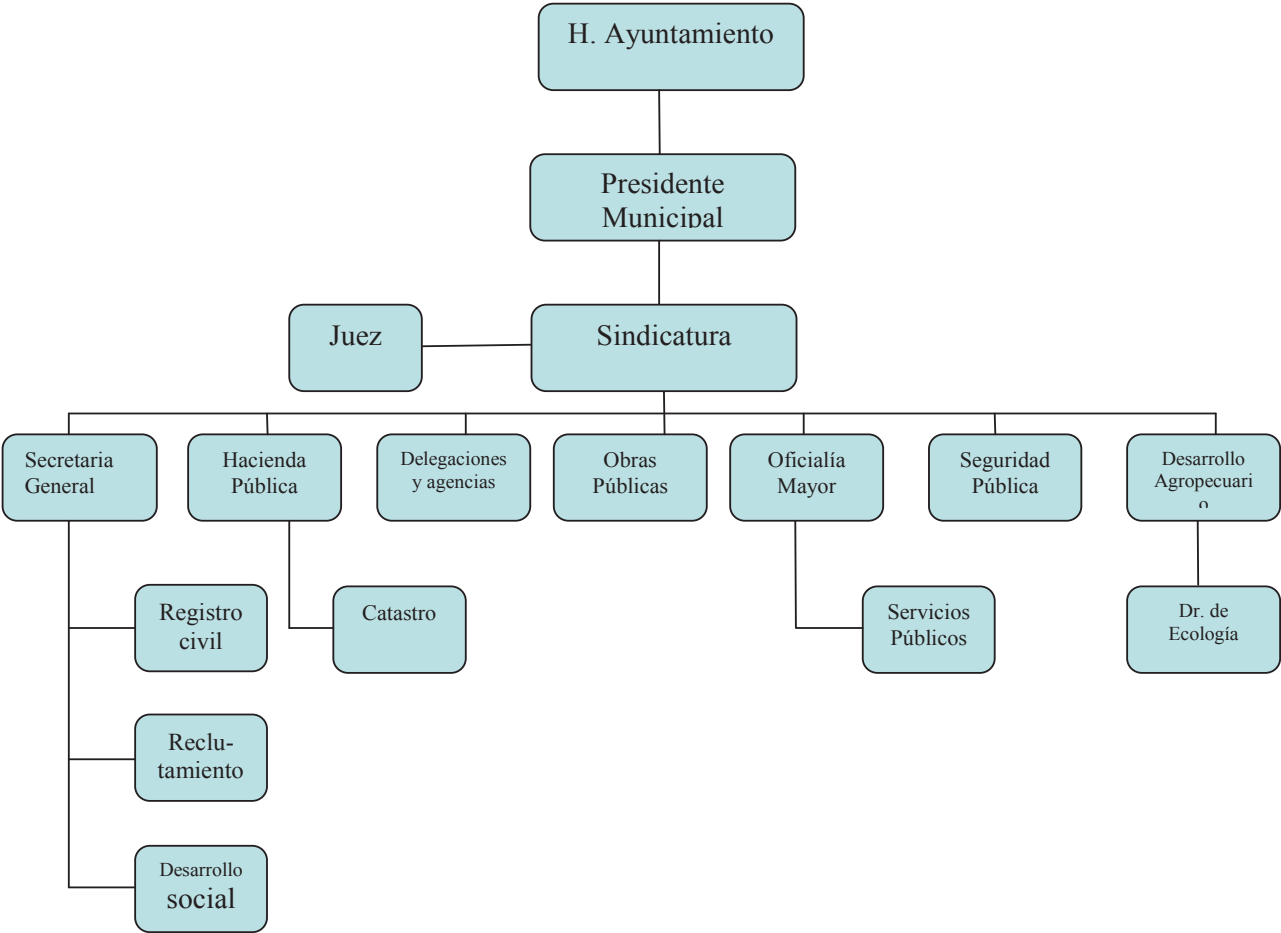 H. Ayuntamiento
Presidente
Municipal
Juez
Sindicatura
Secretaria
General
Hacienda
Pública
Delegaciones
y agencias
Obras
Públicas
Oficialía
Mayor
Seguridad
Pública
Desarrollo
Agropecuari
o
Registro
civil
Catastro
Servicios
Públicos
Dr. de
Ecología
Reclu-
tamiento
Desarrollo
social